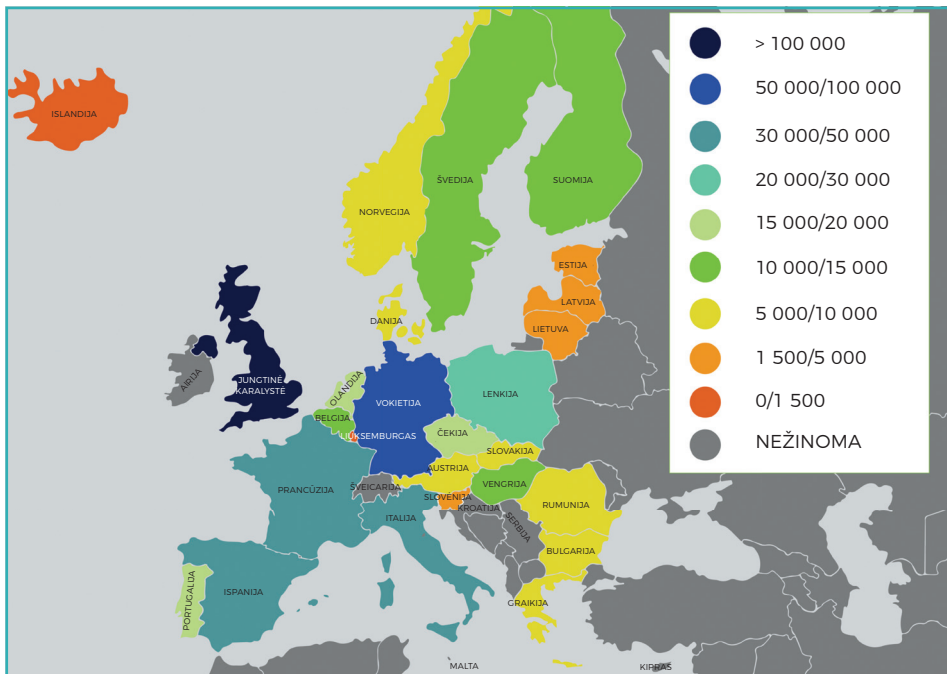 > 100 000
50 000/100 000
30 000/50 000
20 000/30 000
15 000/20 000
10 000/15 000
5 000/10 000
1 500/5 000
0/1 500
NEŽINOMA
ISLANDIJA
ŠVEDIJA
SUOMIJA
NORVEGIJA
ESTIJA
LATVIJA
LIETUVA
DANIJA
AIRIJA
JUNGTINĖ
KARALYSTĖ
OLANDIJA
BELGIJA
LIUKSEMBURGAS
VOKIETIJA
LENKIJA
ČEKIJA
SLOVAKIJA
AUSTRIJA
VENGRIJA
PRANCŪZIJA
ŠVEICARIJA
SLOVĖNIJA
KROATIJA
SERBIJA
RUMUNIJA
ITALIJA
BULGARIJA
PORTUGALIJA
ISPANIJA
GRAIKIJA
MALTA
KIPRAS